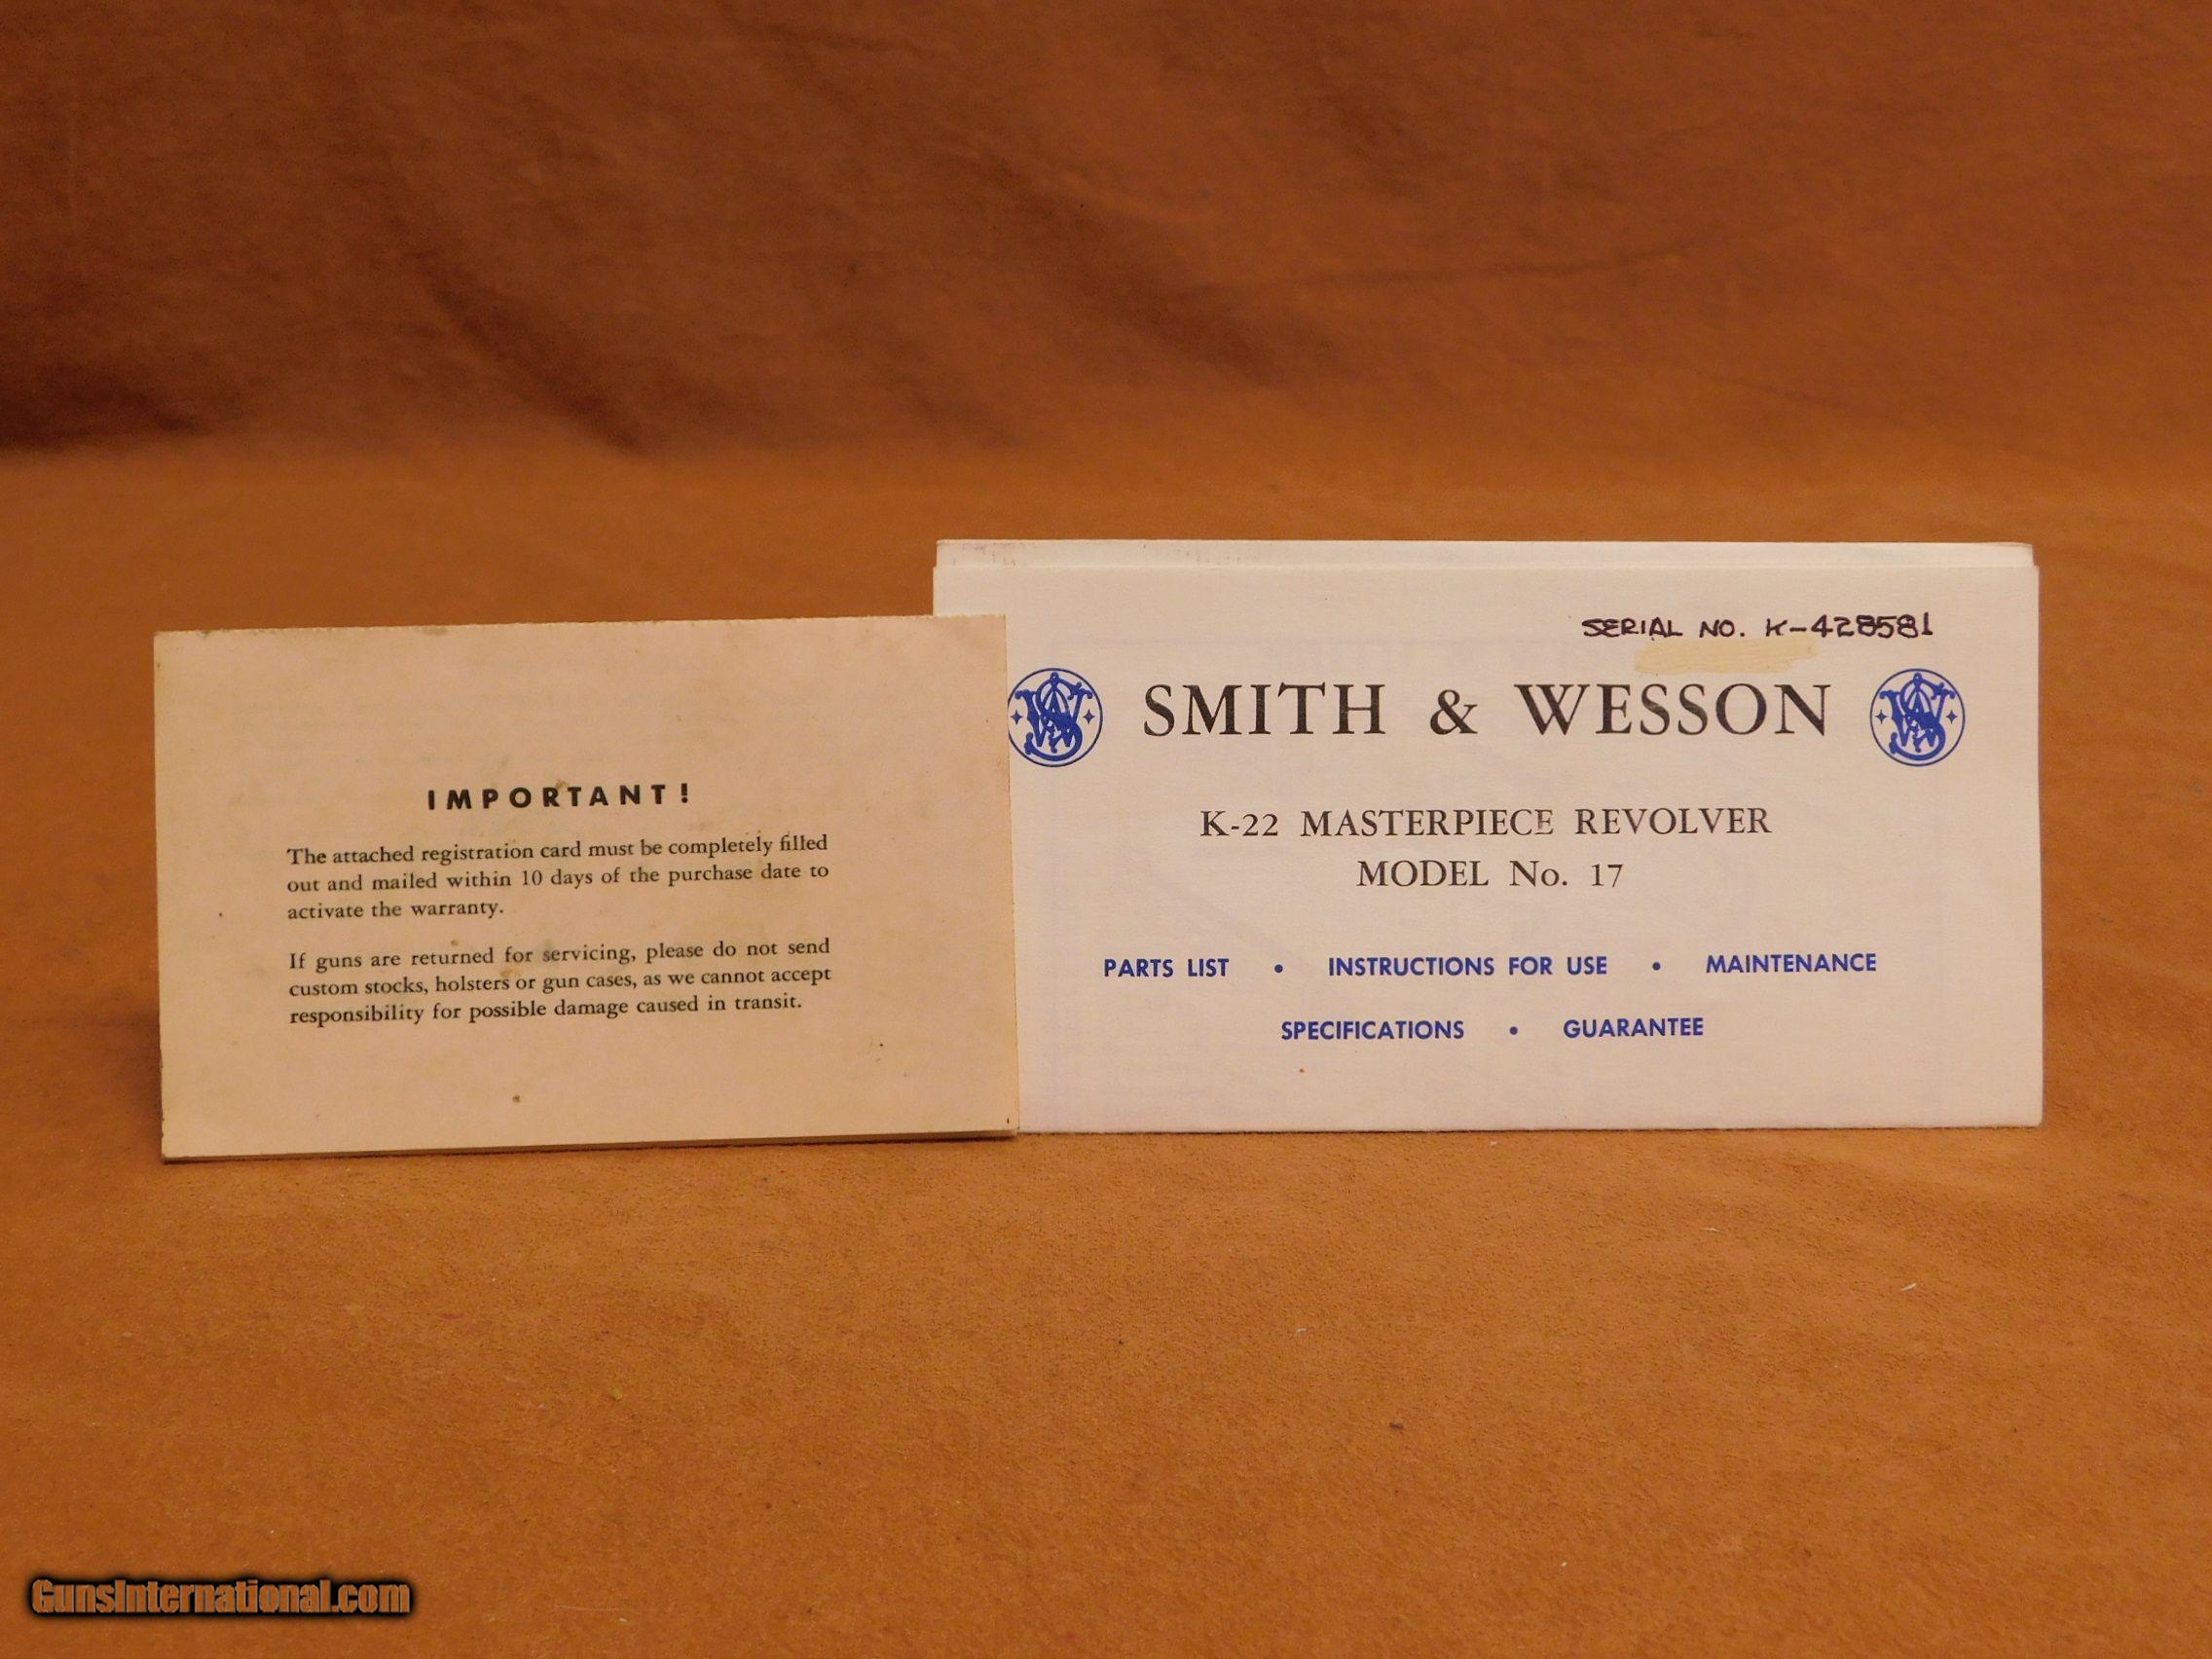 IMPORTANT!
The attached registration card must be completely filled
out and mailed within 10 days of the purchase date to
activate the warranty.
If guns are returned for servicing, please do not send
custom stocks, holsters or gun cases, as we cannot accept
responsibility for possible damage caused in transit.
SERIAL NO. K-428581
SMITH & WESSON
K-22 MASTERPIECE REVOLVER
MODEL No. 17
PARTS LIST • INSTRUCTIONS FOR USE • MAINTENANCE
SPECIFICATIONS • GUARANTEE
GunsInternational.com